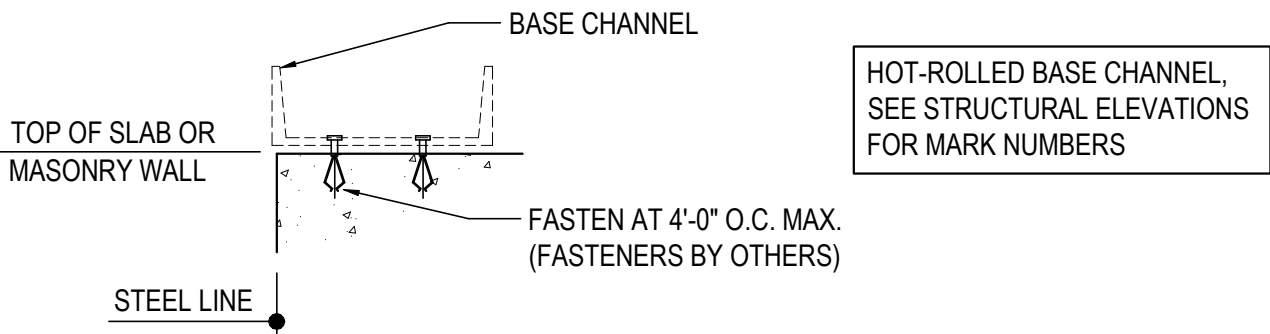 BASE CHANNEL
HOT-ROLLED BASE CHANNEL,
SEE STRUCTURAL ELEVATIONS
FOR MARK NUMBERS
TOP OF SLAB OR
MASONRY WALL
FASTEN AT 4'-0" O.C. MAX.
(FASTENERS BY OTHERS)
STEEL LINE